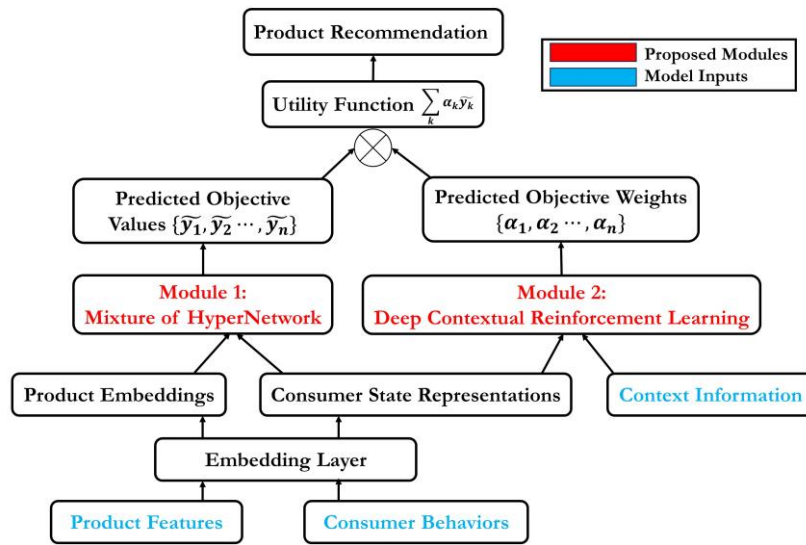 Product Recommendation
Proposed Modules
Model Inputs
Utility Function ∑ₖ αₖỹₖ
Predicted Objective
Values {ỹ₁, ỹ₂ ⋯, ỹₙ}
Predicted Objective Weights
{α₁, α₂ ⋯, αₙ}
Module 1:
Mixture of HyperNetwork
Module 2:
Deep Contextual Reinforcement Learning
Product Embeddings
Consumer State Representations
Context Information
Embedding Layer
Product Features
Consumer Behaviors